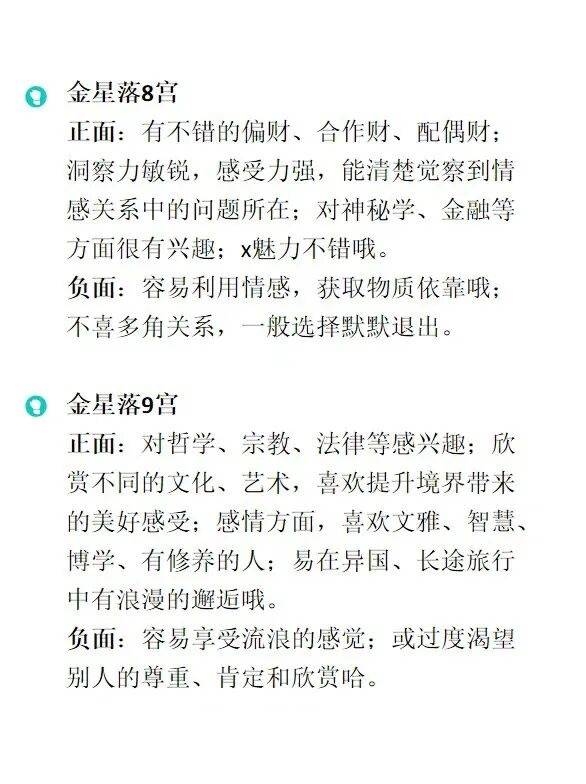 金星落8宫
正面：有不错的偏财、合作财、配偶财；
洞察力敏锐，感受力强，能清楚觉察到情
感关系中的问题所在；对神秘学、金融等
方面很有兴趣；x魅力不错哦。
负面：容易利用情感，获取物质依靠哦；
不喜多角关系，一般选择默默退出。
金星落9宫
正面：对哲学、宗教、法律等感兴趣；欣
赏不同的文化、艺术，喜欢提升境界带来
的美好感受；感情方面，喜欢文雅、智慧、
博学、有修养的人；易在异国、长途旅行
中有浪漫的邂逅哦。
负面：容易享受流浪的感觉；或过度渴望
别人的尊重、肯定和欣赏哈。